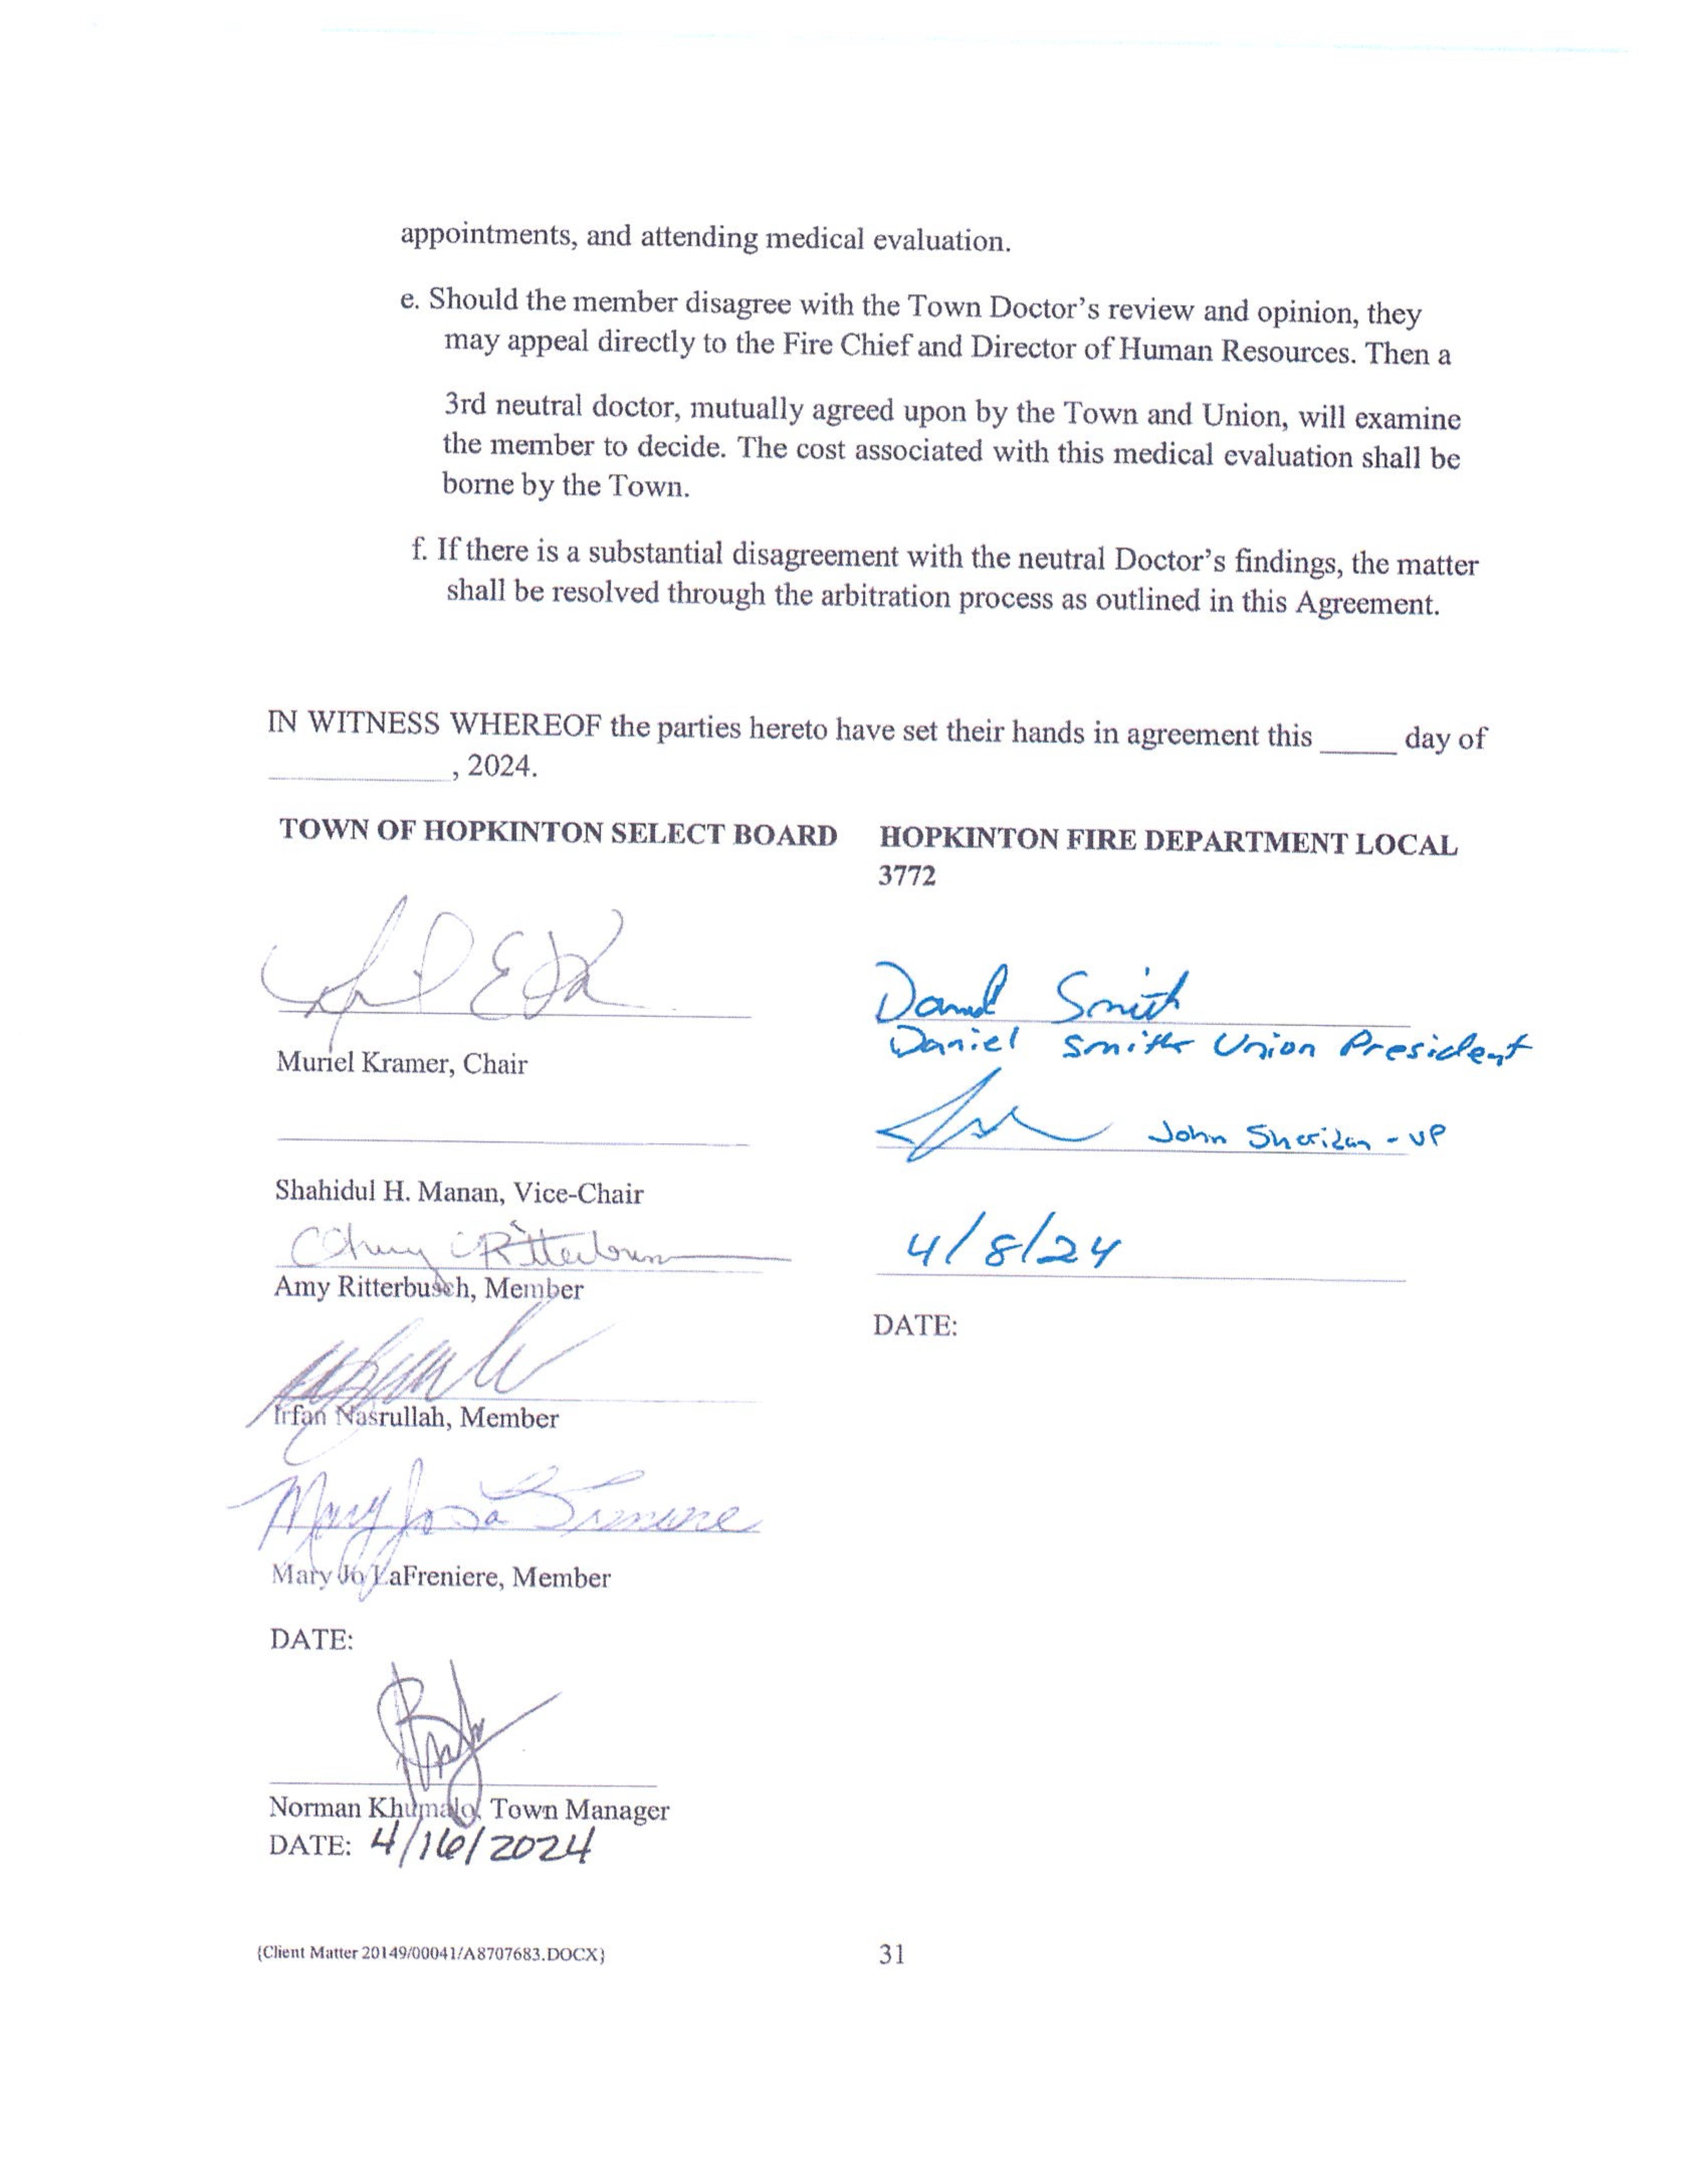 appointments, and attending medical evaluation.
e. Should the member disagree with the Town Doctor's review and opinion, they
may appeal directly to the Fire Chief and Director of Human Resources. Then a
3rd neutral doctor, mutually agreed upon by the Town and Union, will examine
the member to decide. The cost associated with this medical evaluation shall be
borne by the Town.
f. If there is a substantial disagreement with the neutral Doctor's findings, the matter
shall be resolved through the arbitration process as outlined in this Agreement.
IN WITNESS WHEREOF the parties hereto have set their hands in agreement this _____ day of
____________, 2024.
TOWN OF HOPKINTON SELECT BOARD
Muriel Kramer, Chair
Shahidul H. Manan, Vice-Chair
Amy Ritterbusch
Amy Ritterbusch, Member
Irfan Nasrullah, Member
Mary Jo
Mary Jo LaFreniere, Member
DATE:
Norman Khumalo, Town Manager
DATE: 4/16/2024
HOPKINTON FIRE DEPARTMENT LOCAL
3772
Daniel Smith
Daniel Smith Union President
John Sheridan - VP
4/8/24
DATE:
{Client Matter 20149/00041/A8707683.DOCX}
31